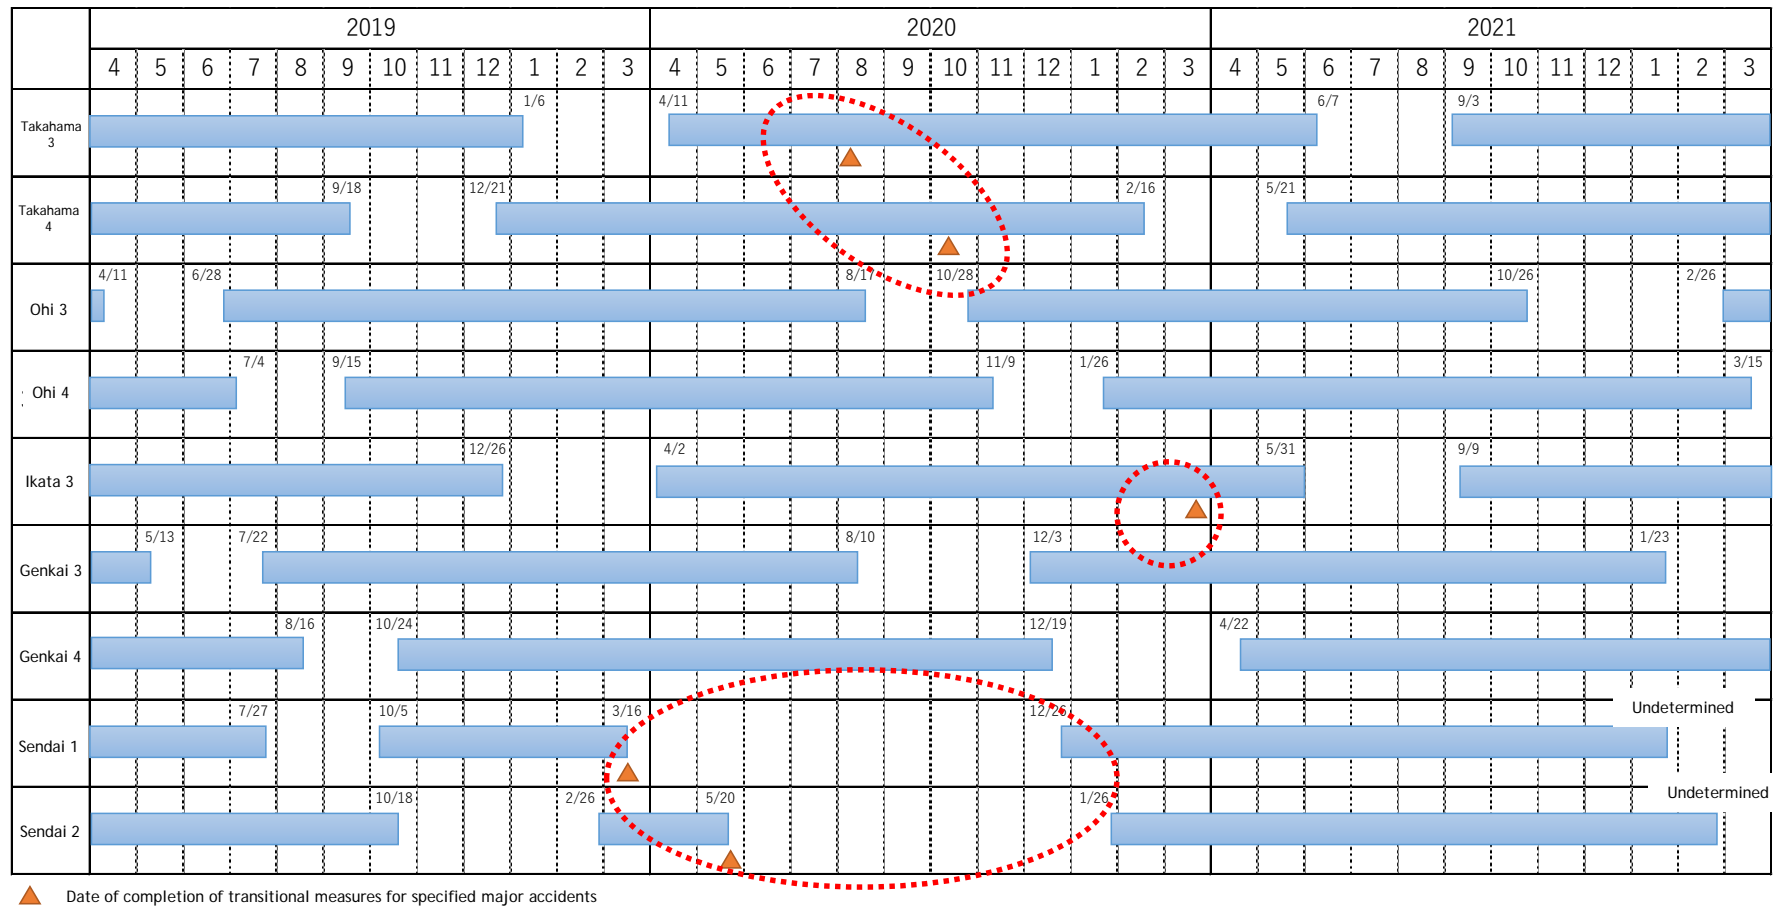 2019 2020 2021
4 5 6 7 8 9 10 11 12 1 2 3 4 5 6 7 8 9 10 11 12 1 2 3 4 5 6 7 8 9 10 11 12 1 2 3
1/6 4/11 6/7 9/3
Takahama
3
9/18 12/21 2/16 5/21
Takahama
4
4/11 6/28 8/17 10/28 10/26 2/26
Ohi 3
7/4 9/15 11/9 1/26 3/15
Ohi 4
12/26 4/2 5/31 9/9
Ikata 3
5/13 7/22 8/10 12/3 1/23
Genkai 3
8/16 10/24 12/19 4/22
Genkai 4
7/27 10/5 3/16 12/26 Undetermined
Sendai 1
10/18 2/26 5/20 1/26 Undetermined
Sendai 2
Date of completion of transitional measures for specified major accidents